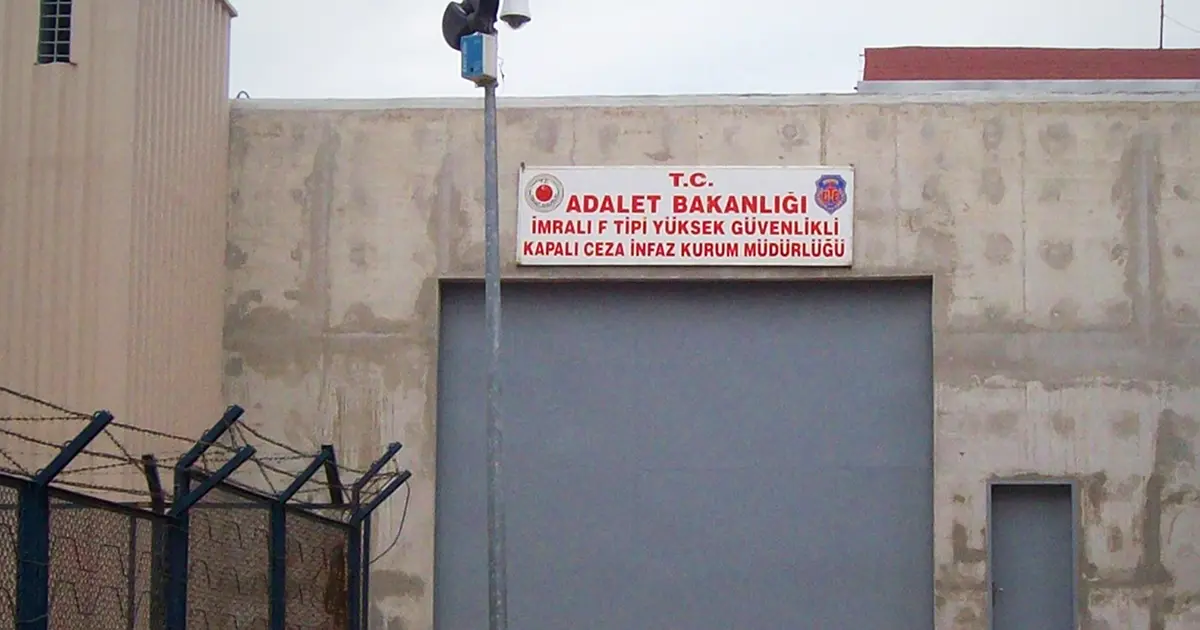 T.C.
ADALET BAKANLIĞI
İMRALI F TİPİ YÜKSEK GÜVENLİKLİ
KAPALI CEZA İNFAZ KURUM MÜDÜRLÜĞÜ